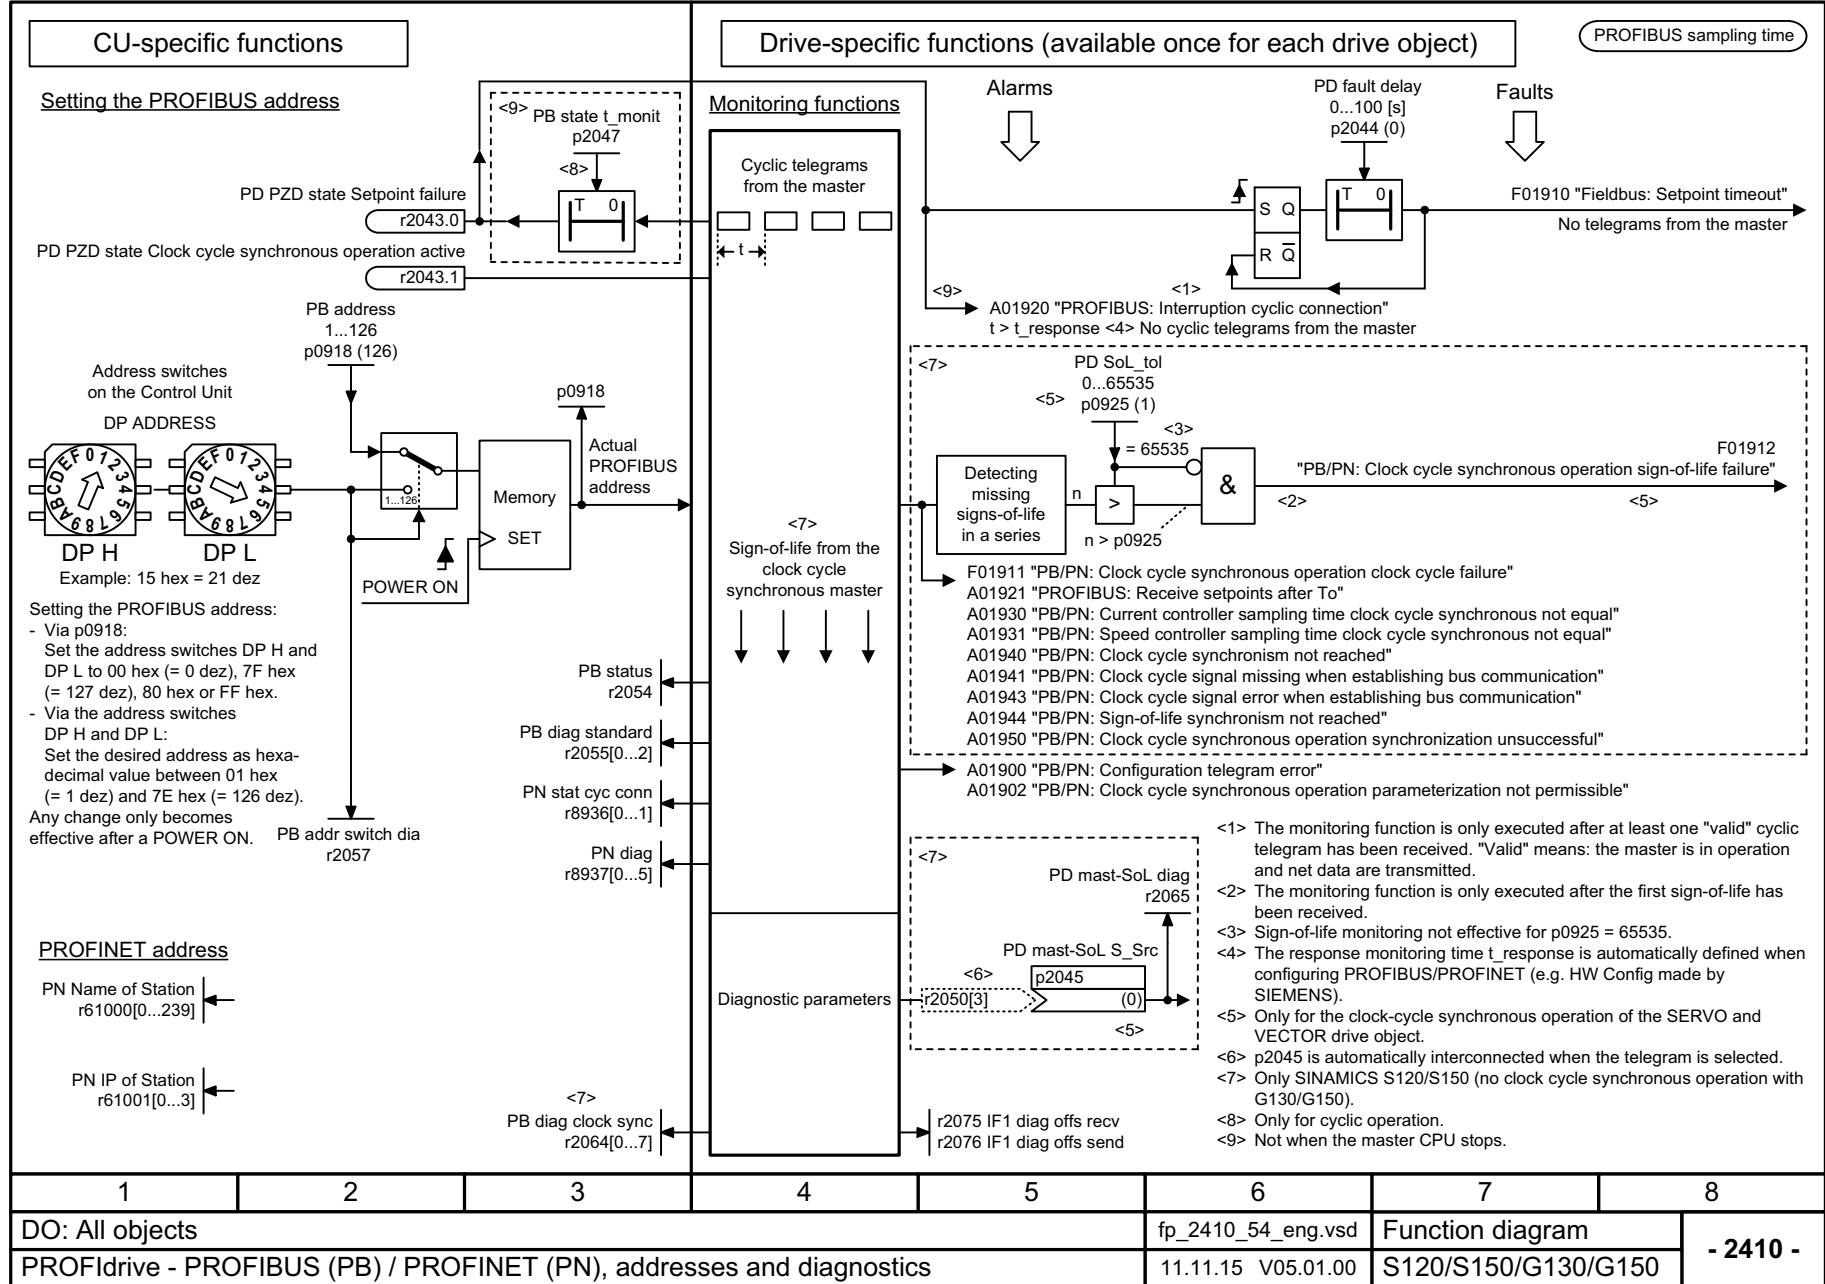 CU-specific functions
Drive-specific functions (available once for each drive object)
PROFIBUS sampling time
Setting the PROFIBUS address
<9>
PB state t_monit
p2047
<8>
T 0
PD PZD state Setpoint failure
r2043.0
PD PZD state Clock cycle synchronous operation active
r2043.1
PB address
1...126
p0918 (126)
Address switches
on the Control Unit
DP ADDRESS
0 1 2 3 4 5 6 7 8 9 A B C D E F
0 1 2 3 4 5 6 7 8 9 A B C D E F
DP H
DP L
Example: 15 hex = 21 dez
1...126
p0918
Actual
PROFIBUS
address
Memory
SET
POWER ON
Setting the PROFIBUS address:
- Via p0918:
Set the address switches DP H and
DP L to 00 hex (= 0 dez), 7F hex
(= 127 dez), 80 hex or FF hex.
- Via the address switches
DP H and DP L:
Set the desired address as hexa-
decimal value between 01 hex
(= 1 dez) and 7E hex (= 126 dez).
Any change only becomes
effective after a POWER ON.
PB addr switch dia
r2057
PB status
r2054
PB diag standard
r2055[0...2]
PN stat cyc conn
r8936[0...1]
PN diag
r8937[0...5]
PROFINET address
PN Name of Station
r61000[0...239]
PN IP of Station
r61001[0...3]
<7>
PB diag clock sync
r2064[0...7]
Monitoring functions
Cyclic telegrams
from the master
t
<7>
Sign-of-life from the
clock cycle
synchronous master
Diagnostic parameters
Alarms
PD fault delay
0...100 [s]
p2044 (0)
Faults
S Q
R Q̅
T 0
<1>
F01910 "Fieldbus: Setpoint timeout"
No telegrams from the master
<9>
A01920 "PROFIBUS: Interruption cyclic connection"
t > t_response <4> No cyclic telegrams from the master
<7>
PD SoL_tol
0...65535
<5>
p0925 (1)
<3>
= 65535
Detecting
missing
signs-of-life
in a series
n
>
n > p0925
&
<2>
F01912
"PB/PN: Clock cycle synchronous operation sign-of-life failure"
<5>
F01911 "PB/PN: Clock cycle synchronous operation clock cycle failure"
A01921 "PROFIBUS: Receive setpoints after To"
A01930 "PB/PN: Current controller sampling time clock cycle synchronous not equal"
A01931 "PB/PN: Speed controller sampling time clock cycle synchronous not equal"
A01940 "PB/PN: Clock cycle synchronism not reached"
A01941 "PB/PN: Clock cycle signal missing when establishing bus communication"
A01943 "PB/PN: Clock cycle signal error when establishing bus communication"
A01944 "PB/PN: Sign-of-life synchronism not reached"
A01950 "PB/PN: Clock cycle synchronous operation synchronization unsuccessful"
A01900 "PB/PN: Configuration telegram error"
A01902 "PB/PN: Clock cycle synchronous operation parameterization not permissible"
<7>
PD mast-SoL diag
r2065
PD mast-SoL S_Src
<6>
p2045
r2050[3]
(0)
<5>
r2075 IF1 diag offs recv
r2076 IF1 diag offs send
<1> The monitoring function is only executed after at least one "valid" cyclic
telegram has been received. "Valid" means: the master is in operation
and net data are transmitted.
<2> The monitoring function is only executed after the first sign-of-life has
been received.
<3> Sign-of-life monitoring not effective for p0925 = 65535.
<4> The response monitoring time t_response is automatically defined when
configuring PROFIBUS/PROFINET (e.g. HW Config made by
SIEMENS).
<5> Only for the clock-cycle synchronous operation of the SERVO and
VECTOR drive object.
<6> p2045 is automatically interconnected when the telegram is selected.
<7> Only SINAMICS S120/S150 (no clock cycle synchronous operation with
G130/G150).
<8> Only for cyclic operation.
<9> Not when the master CPU stops.
1 2 3 4 5 6 7 8
DO: All objects
fp_2410_54_eng.vsd
Function diagram
- 2410 -
PROFIdrive - PROFIBUS (PB) / PROFINET (PN), addresses and diagnostics
11.11.15 V05.01.00
S120/S150/G130/G150